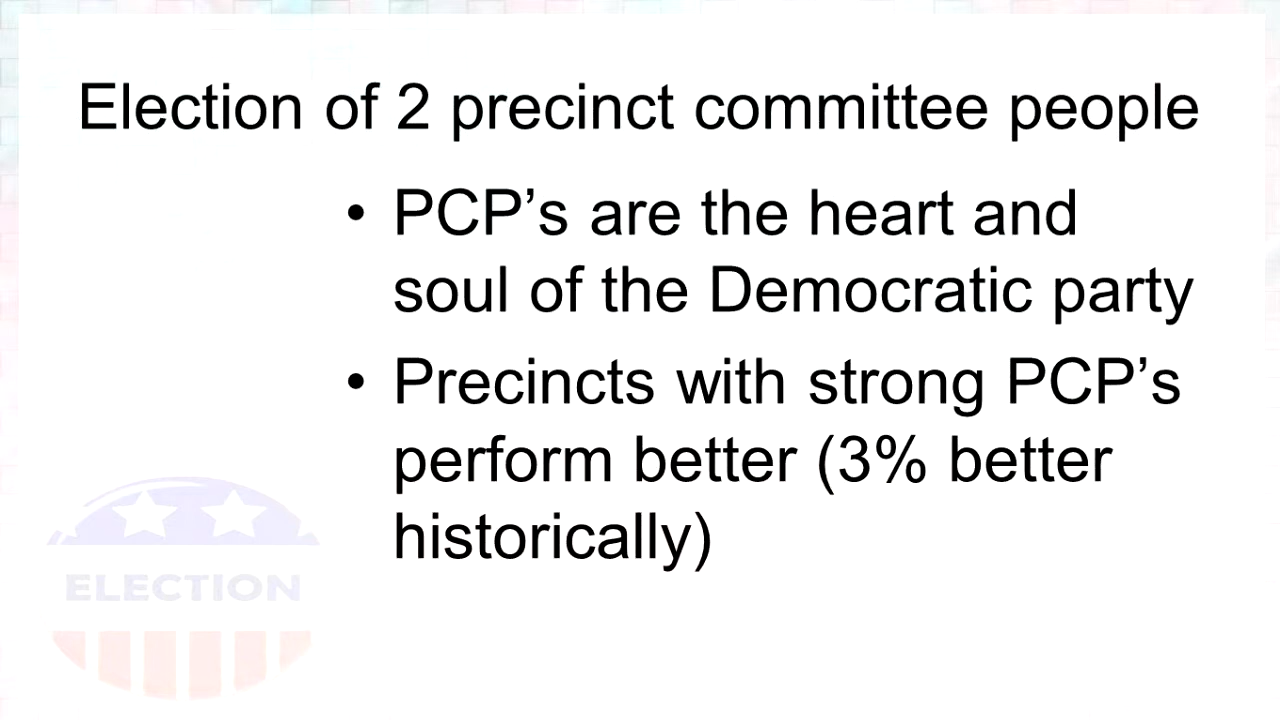 Election of 2 precinct committee people
• PCP’s are the heart and
soul of the Democratic party
• Precincts with strong PCP’s
perform better (3% better
historically)
ELECTION